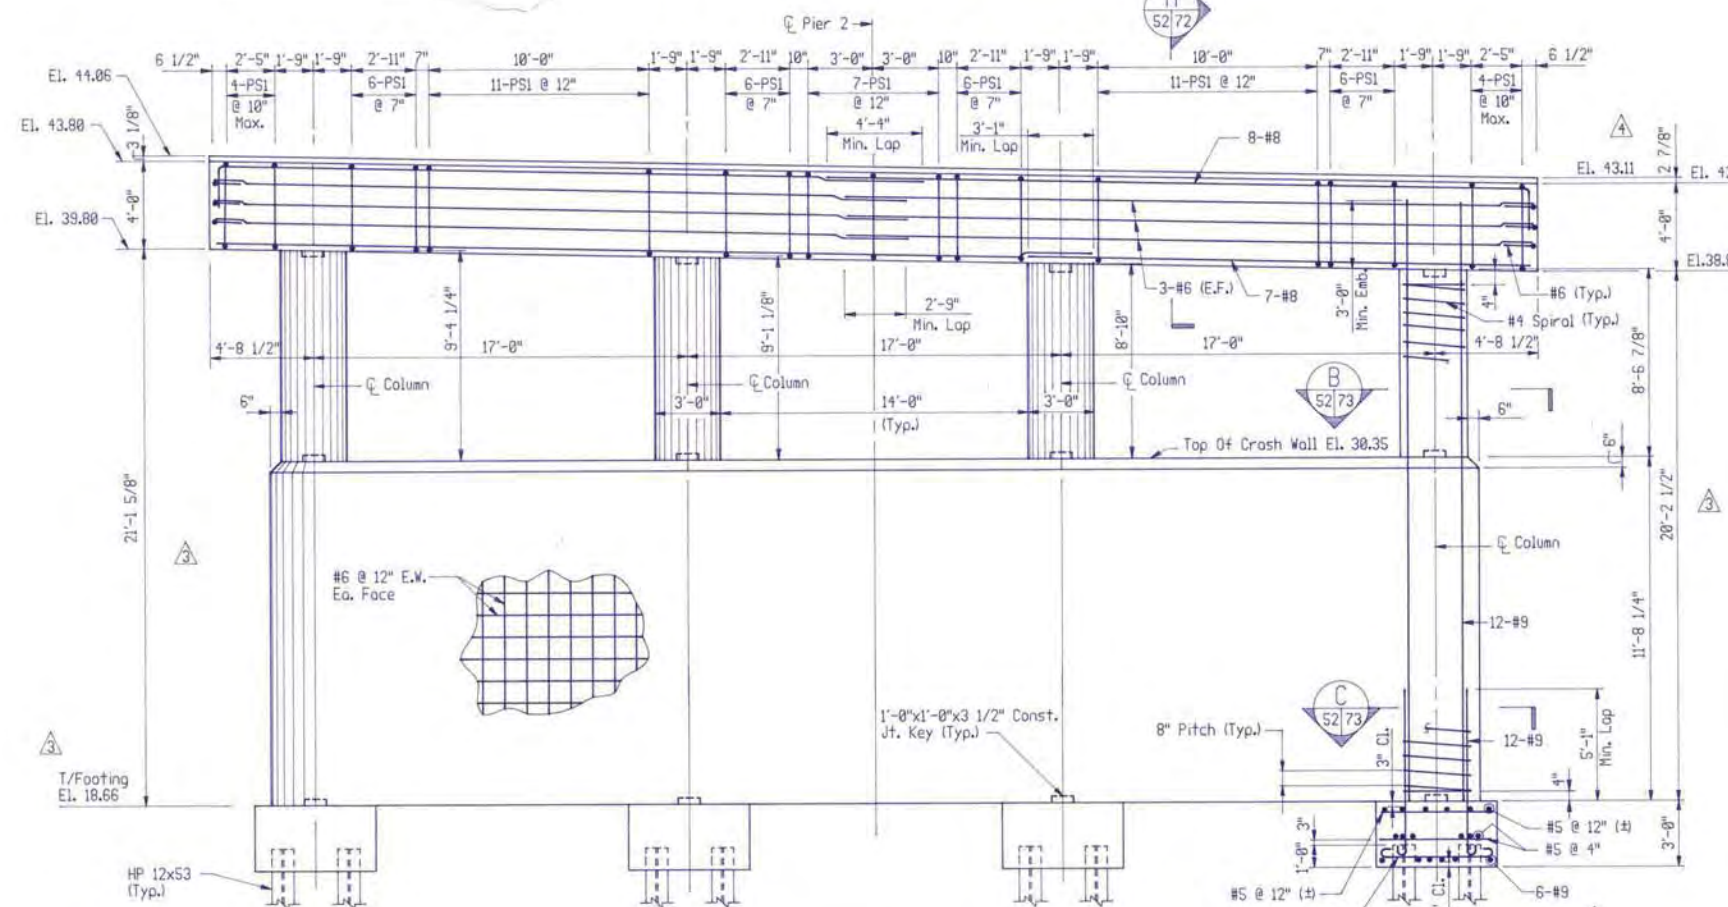 52 72
℄ Pier 2
6 1/2" 2'-5" 1'-9" 1'-9" 2'-11" 7" 10'-0" 1'-9" 1'-9" 2'-11" 10" 3'-0" 3'-0" 10" 2'-11" 1'-9" 1'-9" 10'-0" 7" 2'-11" 1'-9" 1'-9" 2'-5" 6 1/2"
El. 44.06
4-PS1
@ 10"
Max.
6-PS1
@ 7"
11-PS1 @ 12"
6-PS1
@ 7"
7-PS1
@ 12"
6-PS1
@ 7"
11-PS1 @ 12"
6-PS1
@ 7"
4-PS1
@ 10"
Max.
El. 43.80
3 1/8"
4'-4"
Min. Lap
3'-1"
Min. Lap
8-#8
4
2 7/8"
El. 43.11
El. 39.80
4'-0"
4'-0"
3-#6 (E.F.)
7-#8
3'-0"
Min. Emb.
4"
#6 (Typ.)
#4 Spiral (Typ.)
2'-9"
Min. Lap
9'-4 1/4"
9'-1 1/8"
8'-10"
8'-6 7/8"
4'-8 1/2"
17'-0"
17'-0"
17'-0"
4'-8 1/2"
℄ Column
℄ Column
℄ Column
B
52 73
6"
3'-0"
14'-0"
(Typ.)
3'-0"
6"
Top Of Crash Wall El. 30.35
6"
21'-1 5/8"
3
20'-2 1/2"
3
℄ Column
#6 @ 12" E.W.
Ea. Face
12-#9
11'-8 1/4"
C
52 73
1'-0"x1'-0"x3 1/2" Const.
Jt. Key (Typ.)
8" Pitch (Typ.)
3" Cl.
12-#9
5'-1"
Min. Lap
4"
3
T/Footing
El. 18.66
3"
1'-0"
#5 @ 12" (±)
#5 @ 4"
3'-0"
HP 12x53
(Typ.)
#5 @ 12" (±)
Cl.
6-#9